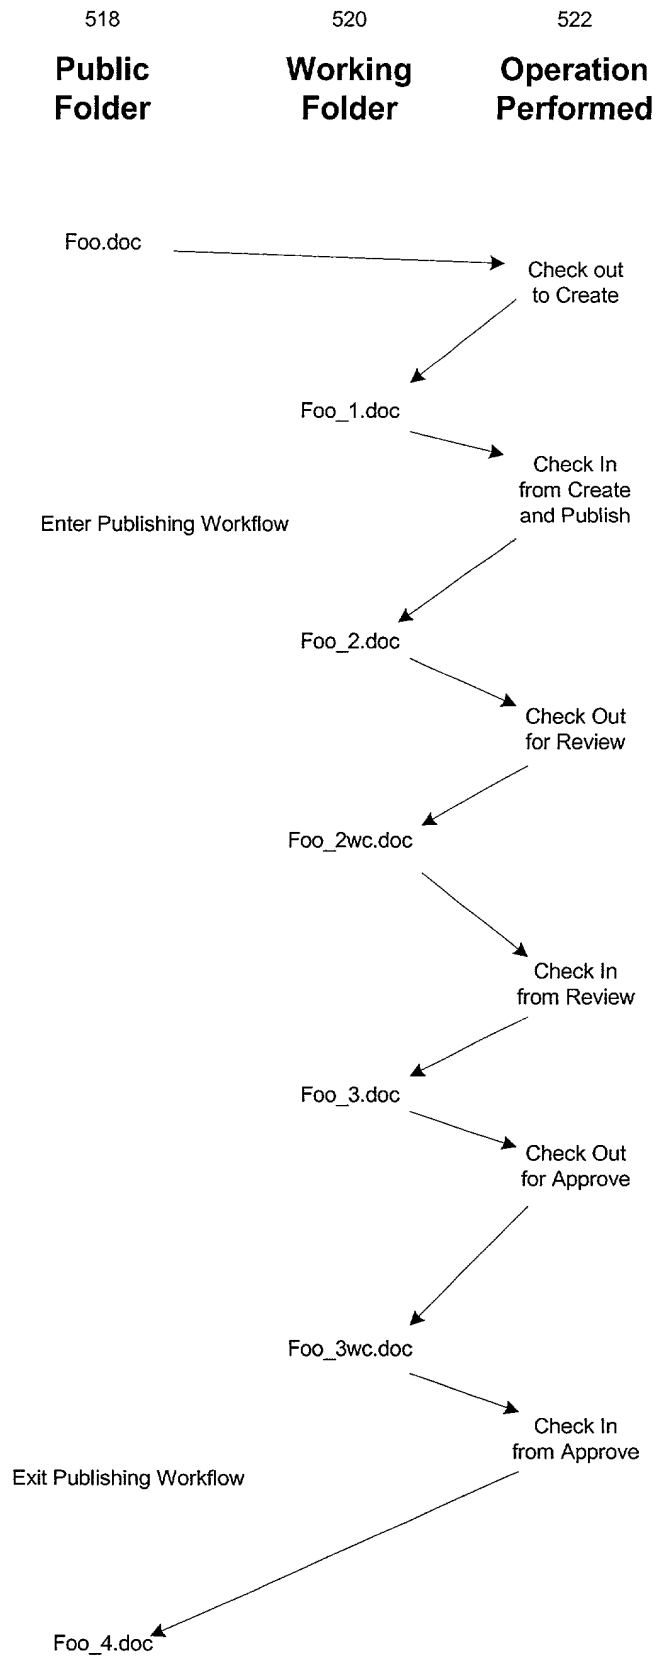 518 520 522
Public Working Operation
Folder Folder Performed
Foo.doc
Check out
to Create
Foo_1.doc
Check In
from Create
and Publish
Enter Publishing Workflow
Foo_2.doc
Check Out
for Review
Foo_2wc.doc
Check In
from Review
Foo_3.doc
Check Out
for Approve
Foo_3wc.doc
Check In
from Approve
Exit Publishing Workflow
Foo_4.doc